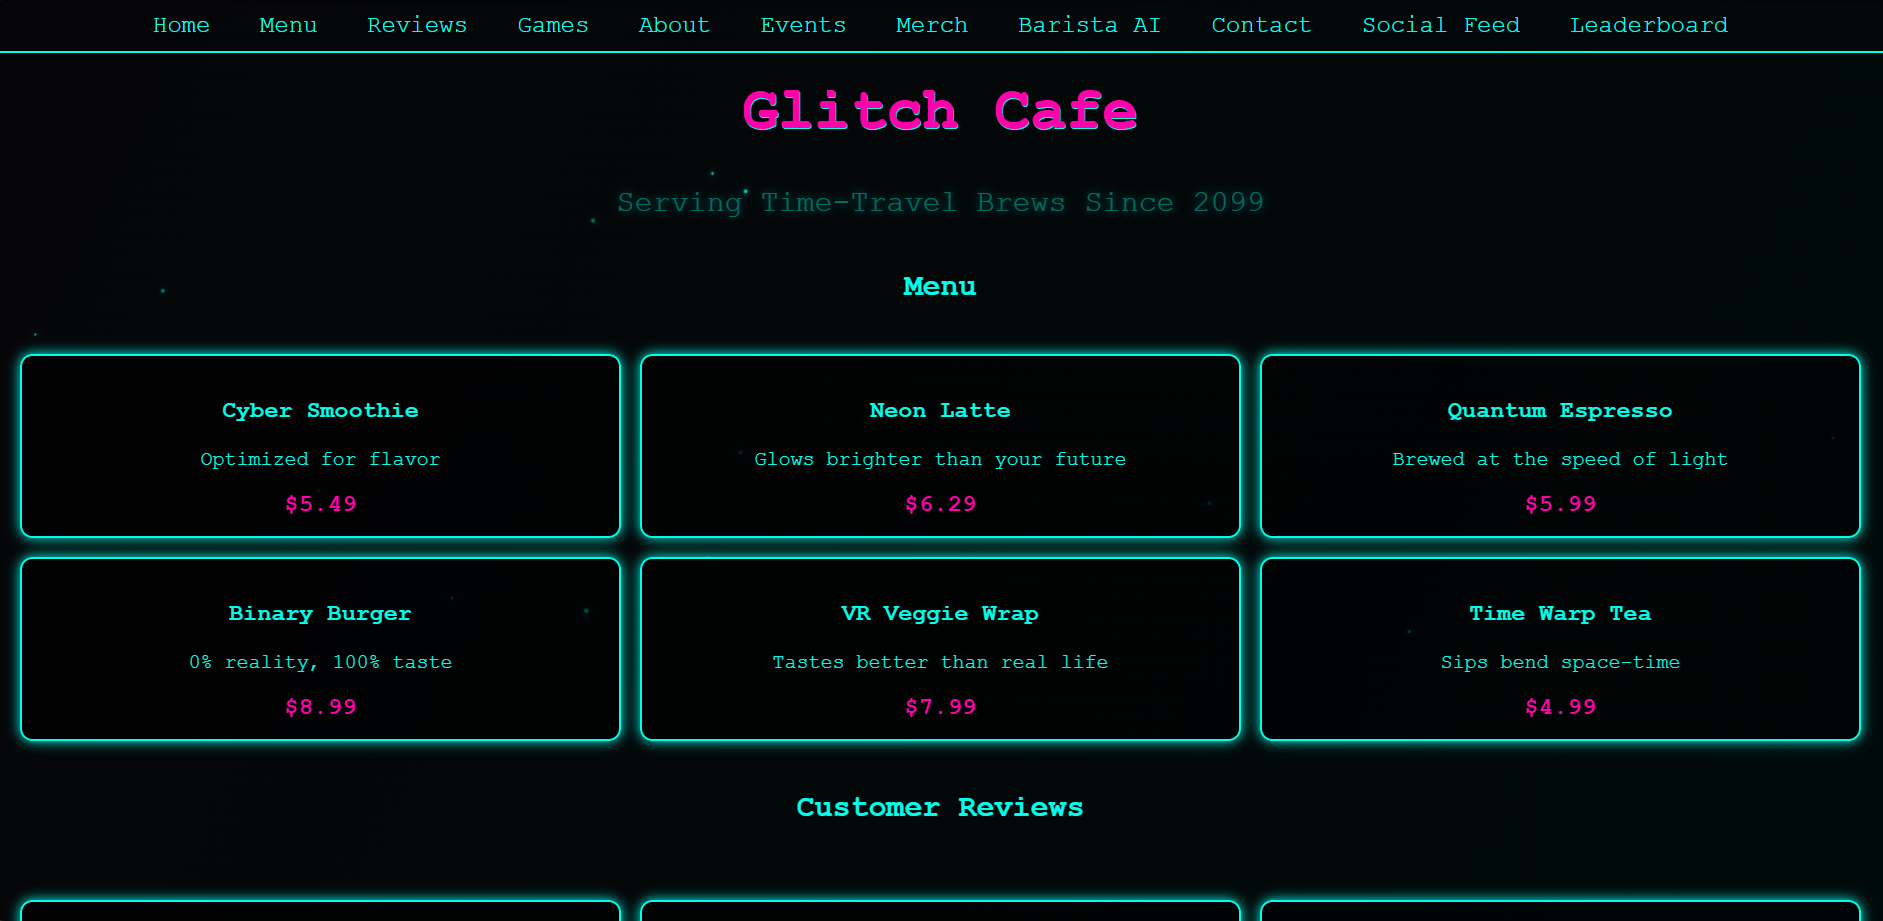 Home Menu Reviews Games About Events Merch Barista AI Contact Social Feed Leaderboard
Glitch Cafe
Serving Time-Travel Brews Since 2099
Menu
Cyber Smoothie
Optimized for flavor
$5.49
Neon Latte
Glows brighter than your future
$6.29
Quantum Espresso
Brewed at the speed of light
$5.99
Binary Burger
0% reality, 100% taste
$8.99
VR Veggie Wrap
Tastes better than real life
$7.99
Time Warp Tea
Sips bend space-time
$4.99
Customer Reviews